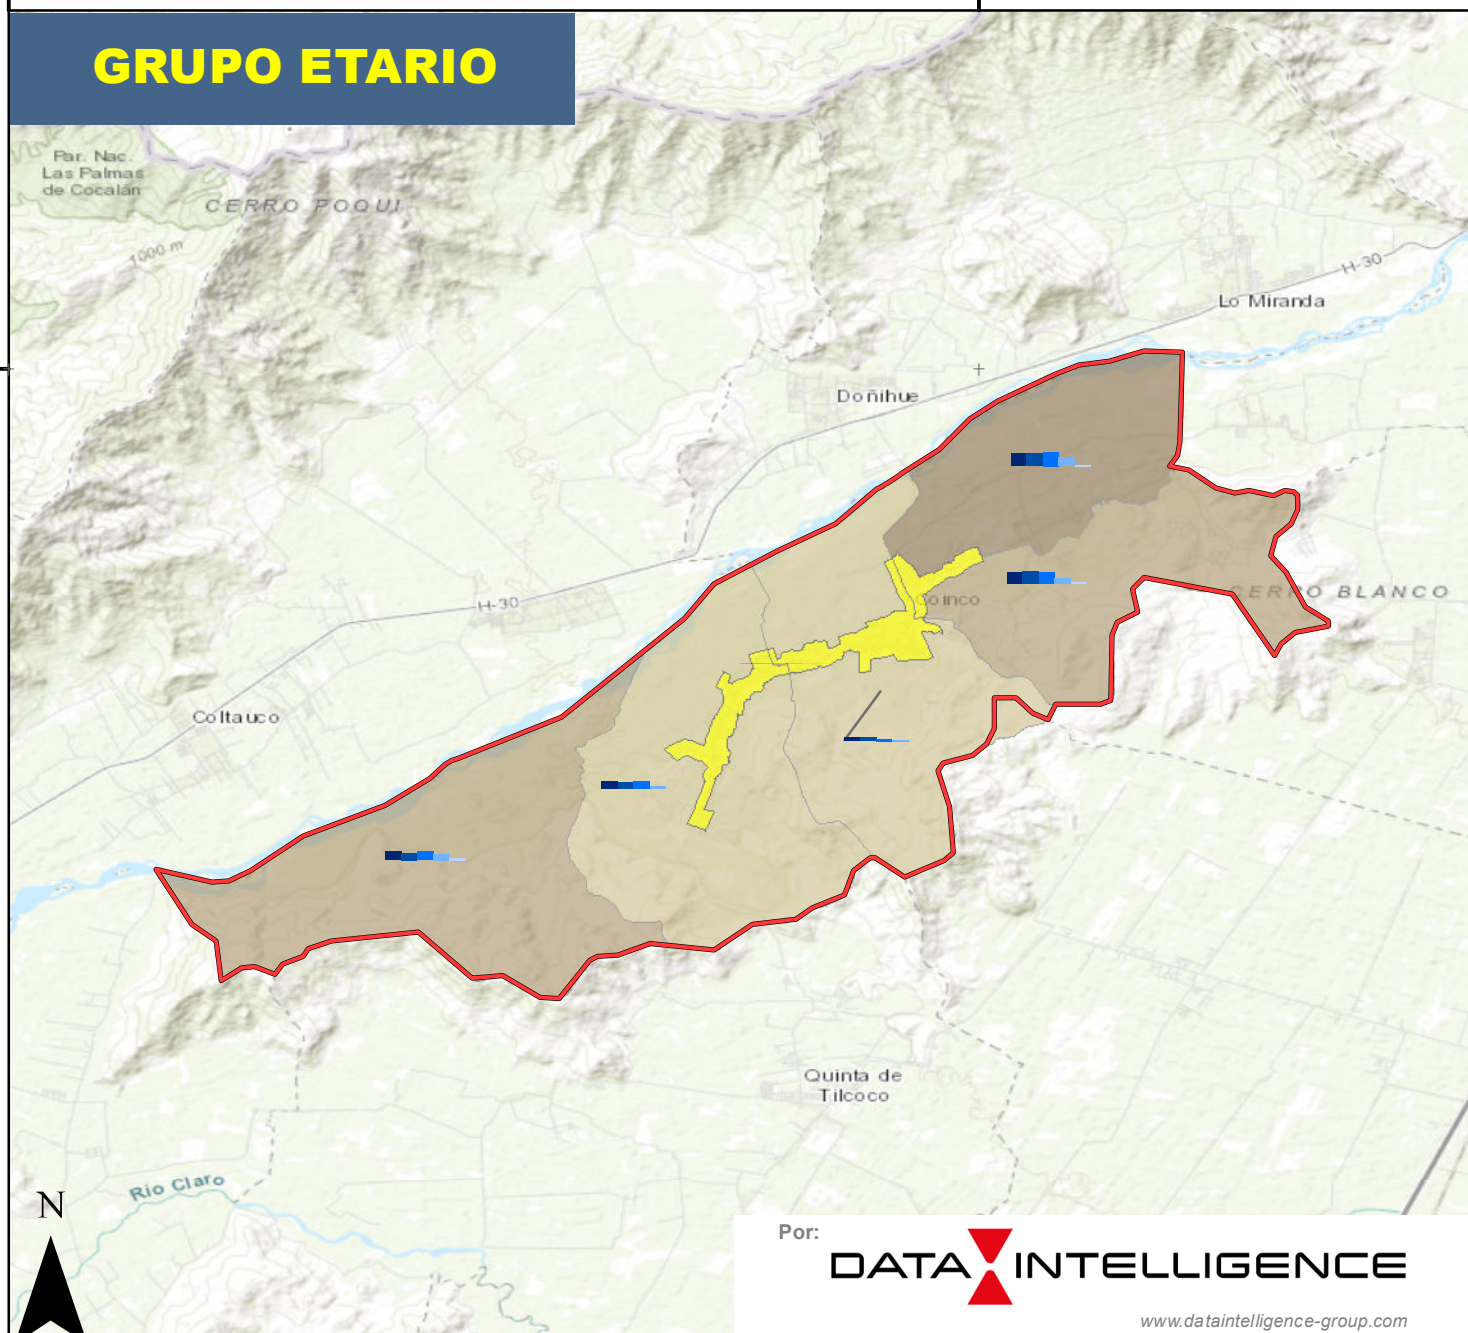 GRUPO ETARIO
Par. Nac.
Las Palmas
de Cocalán
CERRO POQUI
1000 m
H-30
Lo Miranda
Doñihue
CERRO BLANCO
Coinco
H-30
Coltauco
Quinta de
Tilcoco
Rio Claro
N
Por:
DATA INTELLIGENCE
www.dataintelligence-group.com